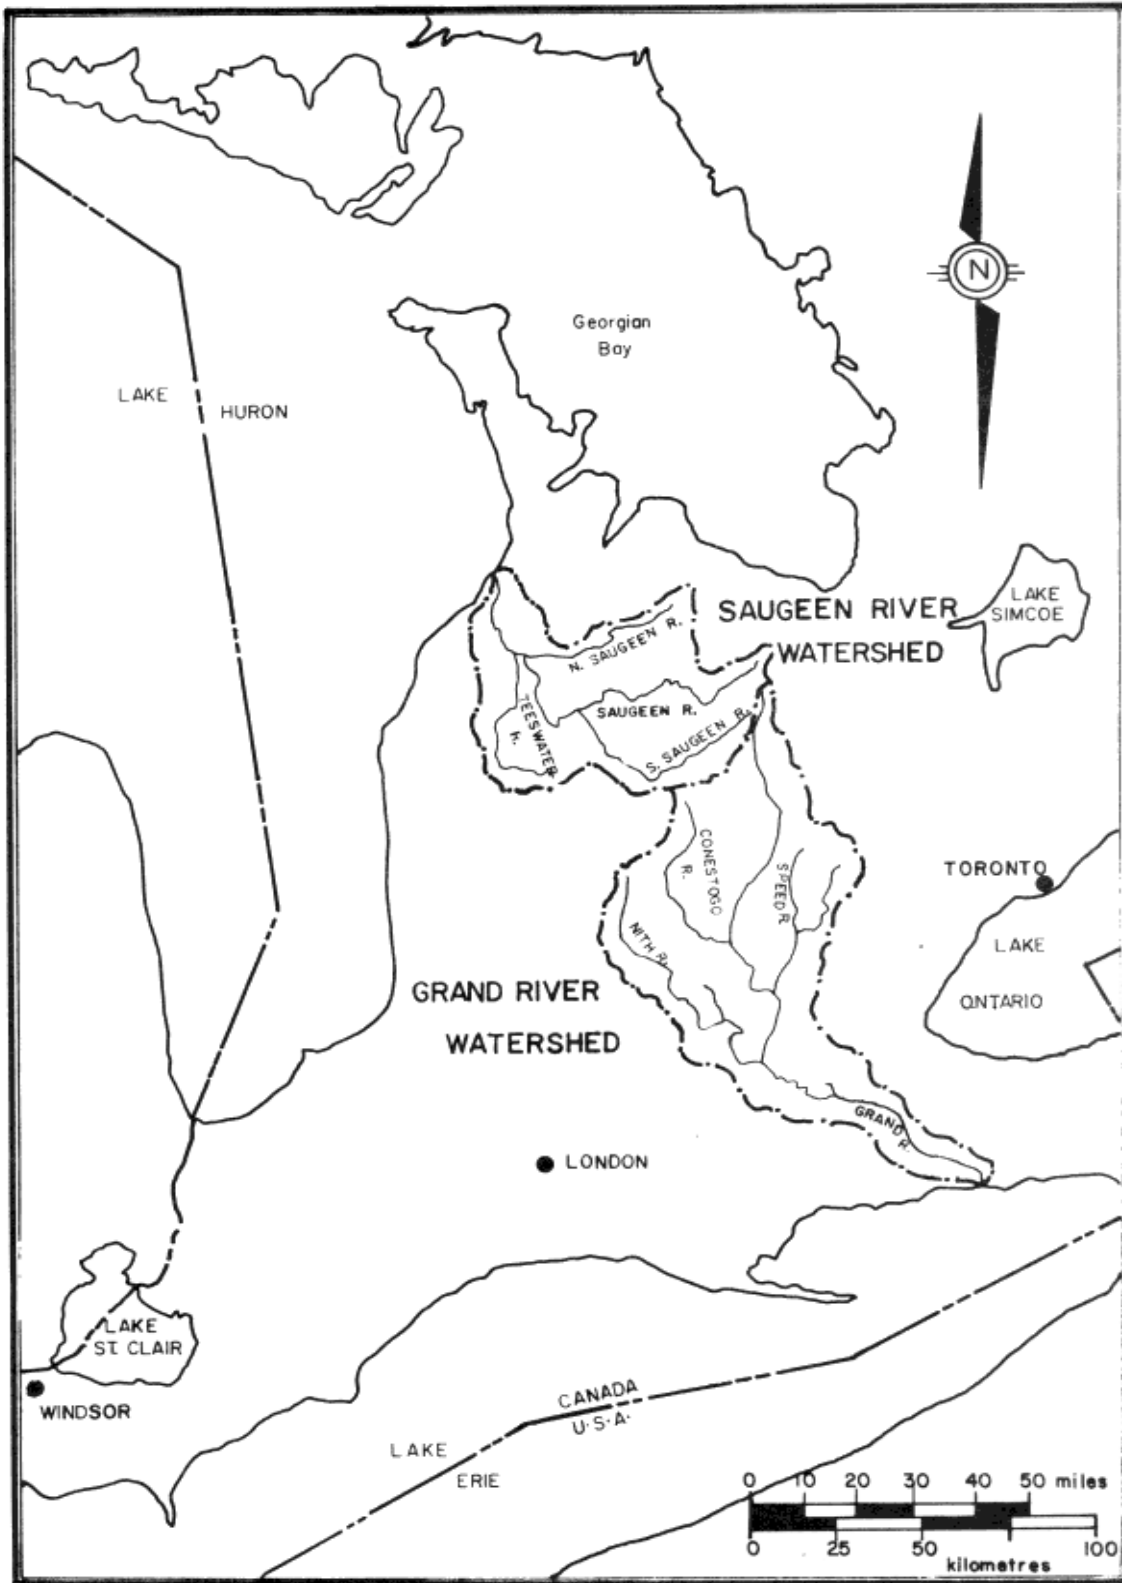 Georgian
Bay
N
LAKE
HURON
LAKE
SIMCOE
SAUGEEN RIVER
WATERSHED
N. SAUGEEN R.
SAUGEEN R.
S. SAUGEEN R.
TEESWATER
R.
CONESTOGO
R.
SPEED R.
NITH R.
TORONTO
LAKE
ONTARIO
GRAND RIVER
WATERSHED
GRAND R.
LONDON
LAKE
ST. CLAIR
WINDSOR
CANADA
U.S.A.
LAKE
ERIE
0 10 20 30 40 50 miles
0 25 50 100
kilometres